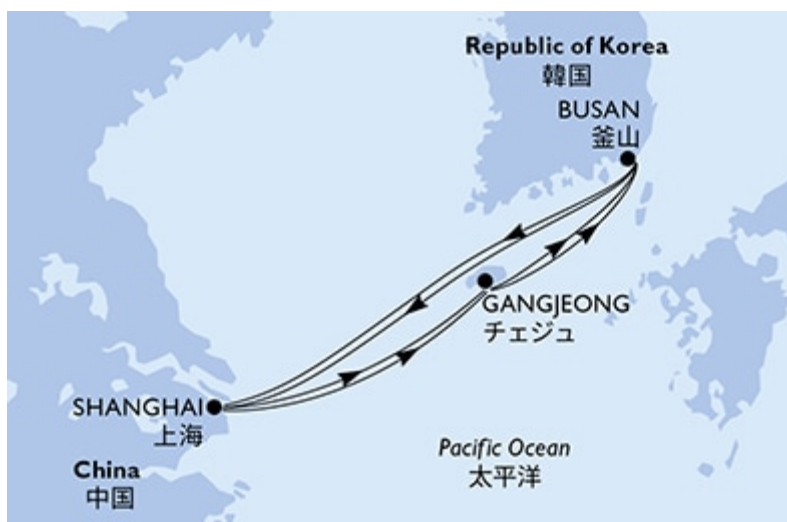 Republic of Korea
韓国
BUSAN
釜山
GANGJEONG
チェジュ
SHANGHAI
上海
Pacific Ocean
太平洋
China
中国